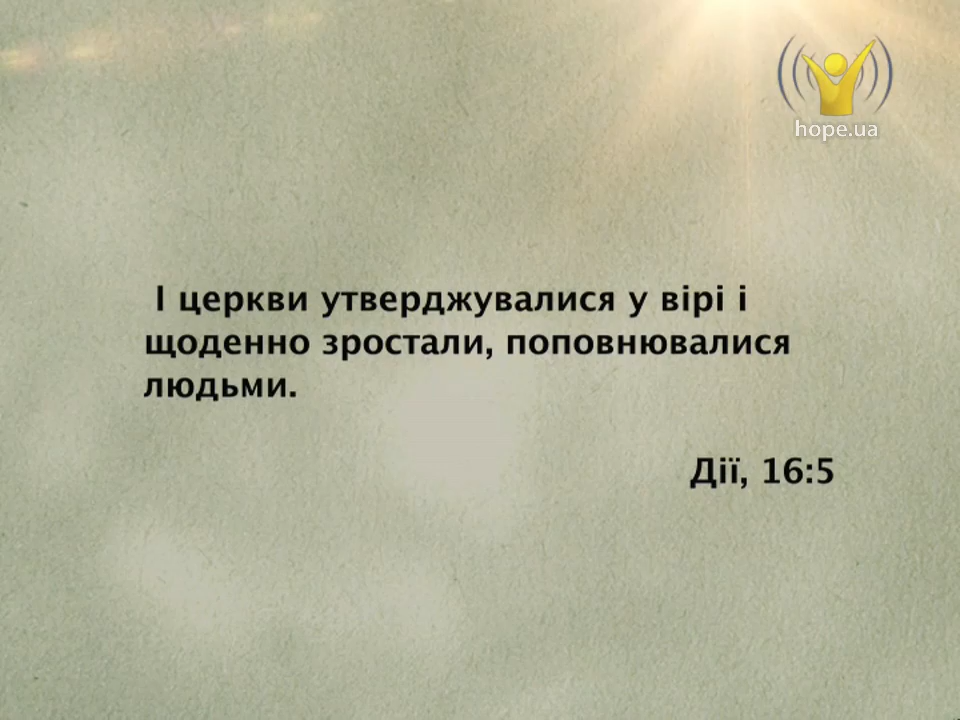 hope.ua
І церкви утверджувалися у вірі і
щоденно зростали, поповнювалися
людьми.
Дії, 16:5